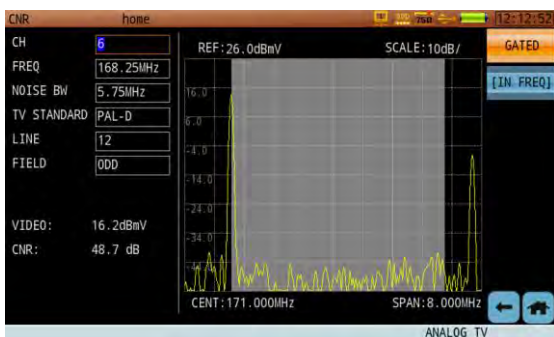 CNR home 75Ω 12:12:52
CH 6
FREQ 168.25MHz
NOISE BW 5.75MHz
TV STANDARD PAL-D
LINE 12
FIELD ODD
VIDEO: 16.2dBmV
CNR: 48.7 dB
REF:26.0dBmV SCALE:10dB/
16.0
6.0
-4.0
-14.0
-24.0
-34.0
CENT:171.000MHz SPAN:8.000MHz
GATED
[IN FREQ]
ANALOG TV